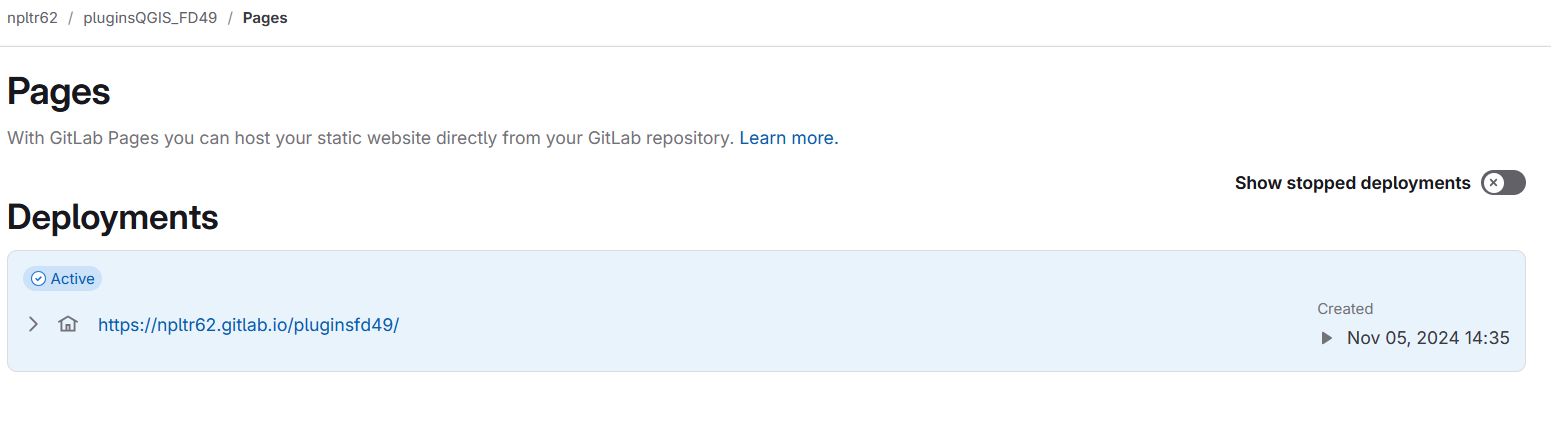 npltr62 / pluginsQGIS_FD49 / Pages
Pages
With GitLab Pages you can host your static website directly from your GitLab repository. Learn more.
Show stopped deployments
Deployments
Active
https://npltr62.gitlab.io/pluginsfd49/
Created
Nov 05, 2024 14:35